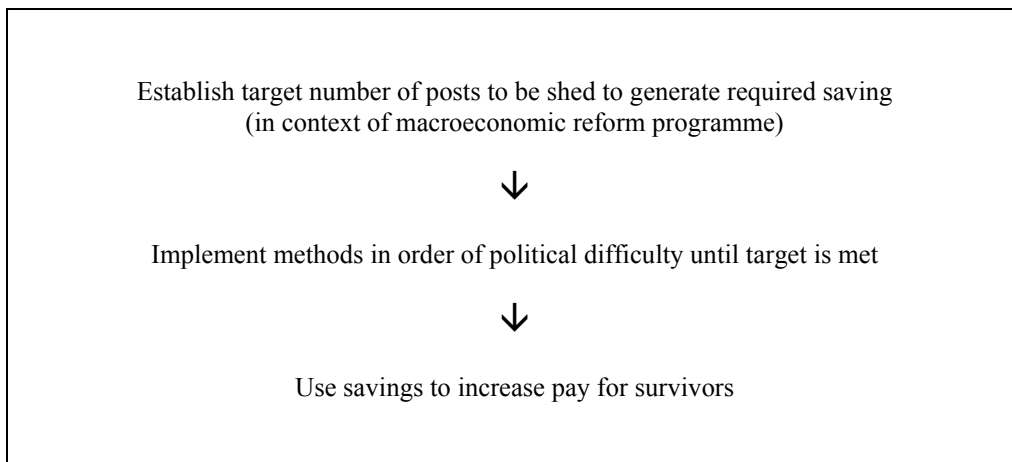 Establish target number of posts to be shed to generate required saving
(in context of macroeconomic reform programme)
↓
Implement methods in order of political difficulty until target is met
↓
Use savings to increase pay for survivors